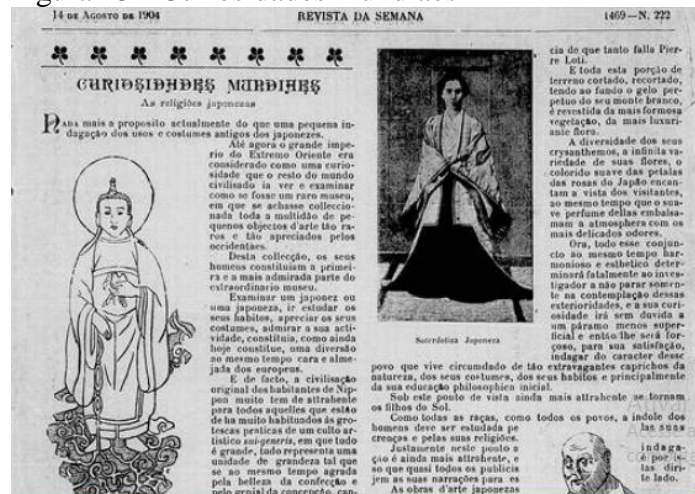 14 DE AGOSTO DE 1904
REVISTA DA SEMANA
1469—N. 222
CURIOSIDADES MUNDIAES
As religiões japonezas
Nada mais a proposito actualmente do que uma pequena in-
dagação dos usos e costumes antigos dos japonezes.
Até agora o grande impe-
rio do Extremo Oriente era
considerado como uma curio-
sidade que o resto do mundo
civilisado ia ver e examinar
como se fosse um raro museu,
em que se achasse colleccio-
nada toda a multidão de pe-
quenos objectos d'arte tão ra-
ros e tão apreciados pelos
occidentaes.
Desta collecção, os seus
homens constituiam a primei-
ra e a mais admirada parte do
extraordinario museu.
Examinar um japonez ou
uma japoneza, ir estudar os
seus habitos, apreciar os seus
costumes, admirar a sua acti-
vidade, constituia, como ainda
hoje constitue, uma diversão
ao mesmo tempo cara e alme-
jada dos europeus.
E de facto, a civilisação
original dos habitantes de Nip-
pon muito tem de attrahente
para todos aquelles que estão
de ha muito habituados ás gro-
tescas praticas de um culto ar-
tistico sui-generis, em que tudo
é grande, tudo representa uma
unidade de grandeza tal que
se ao mesmo tempo agrada
pela belleza da confecção e
pelo genial da concepção, can-
Sacerdotiza Japoneza
cia de que tanto falla Pier-
re Loti.
E toda esta porção de
terreno cortado, recortado,
tendo ao fundo o gelo per-
petuo do seu monte branco,
é revestida da mais formosa
vegetação, da mais luxuri-
ante flora.
A diversidade dos seus
crysanthemos, a infinita va-
riedade de suas flores, o
colorido suave das petalas
das rosas do Japão encan-
tam a vista dos visitantes,
ao mesmo tempo que o sua-
ve perfume dellas embalsa-
mam a atmosphera com os
mais delicados odores.
Ora, todo esse conjun-
cto ao mesmo tempo har-
monioso e esthetico deter-
minará fatalmente ao inves-
tigador a não parar somen-
te na contemplação dessas
exterioridades, e a sua curi-
osidade irá sem duvida a
um páramo menos super-
ficial e então lhe será for-
çoso, para sua satisfação,
indagar do caracter desse
povo que vive circumdado de tão extravagantes caprichos da
natureza, dos seus costumes, dos seus habitos e principalmente
da sua educação philosophica inicial.
Sob este ponto de vista ainda mais attrahente se tornam
os filhos do Sol.
Como todas as raças, como todos os povos, a indole dos
homens deve ser estudada pe
las suas
crenças e pelas suas religiões.
Justamente neste ponto a
indaga-
ção é ainda mais attrahente, e
é por is-
so que quasi todos os publicis
tas diri-
jem as suas narrações para es
te lado.
As obras d'arte japonezas